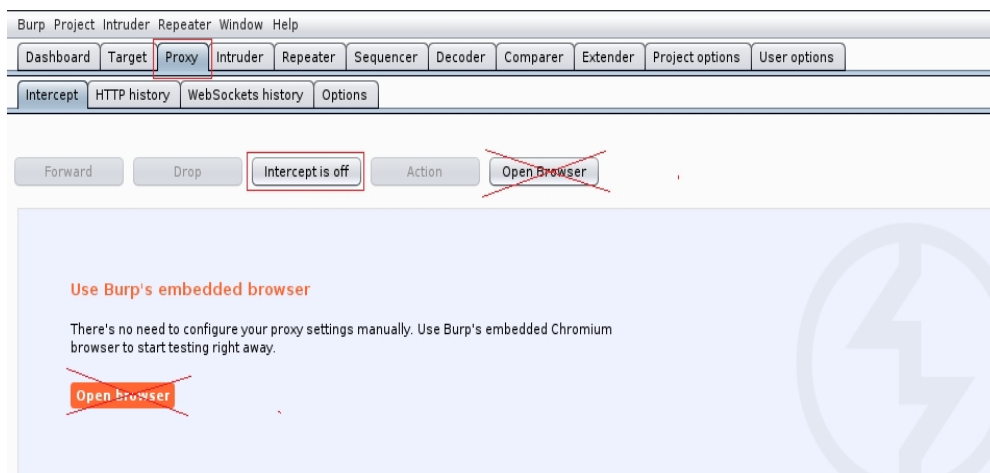 Burp Project Intruder Repeater Window Help
Dashboard Target Proxy Intruder Repeater Sequencer Decoder Comparer Extender Project options User options
Intercept HTTP history WebSockets history Options
Forward Drop Intercept is off Action Open Browser
Use Burp's embedded browser
There's no need to configure your proxy settings manually. Use Burp's embedded Chromium
browser to start testing right away.
Open browser